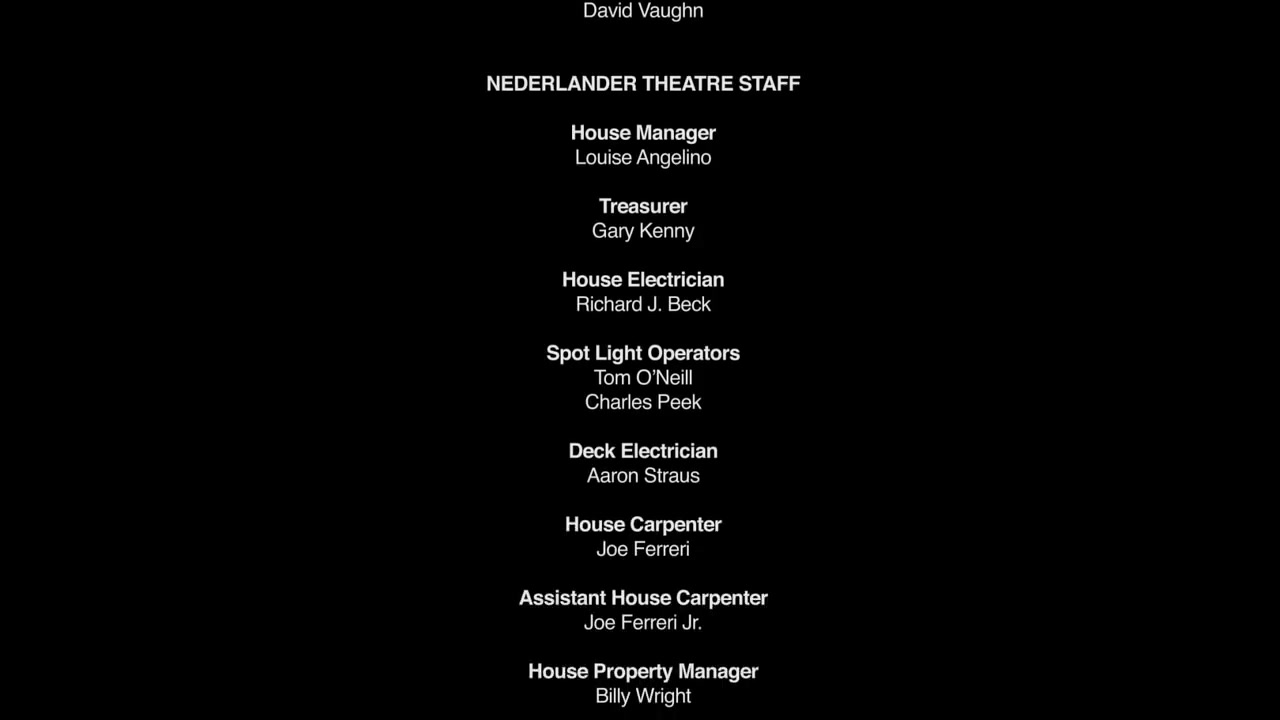 David Vaughn
NEDERLANDER THEATRE STAFF
House Manager
Louise Angelino
Treasurer
Gary Kenny
House Electrician
Richard J. Beck
Spot Light Operators
Tom O’Neill
Charles Peek
Deck Electrician
Aaron Straus
House Carpenter
Joe Ferreri
Assistant House Carpenter
Joe Ferreri Jr.
House Property Manager
Billy Wright